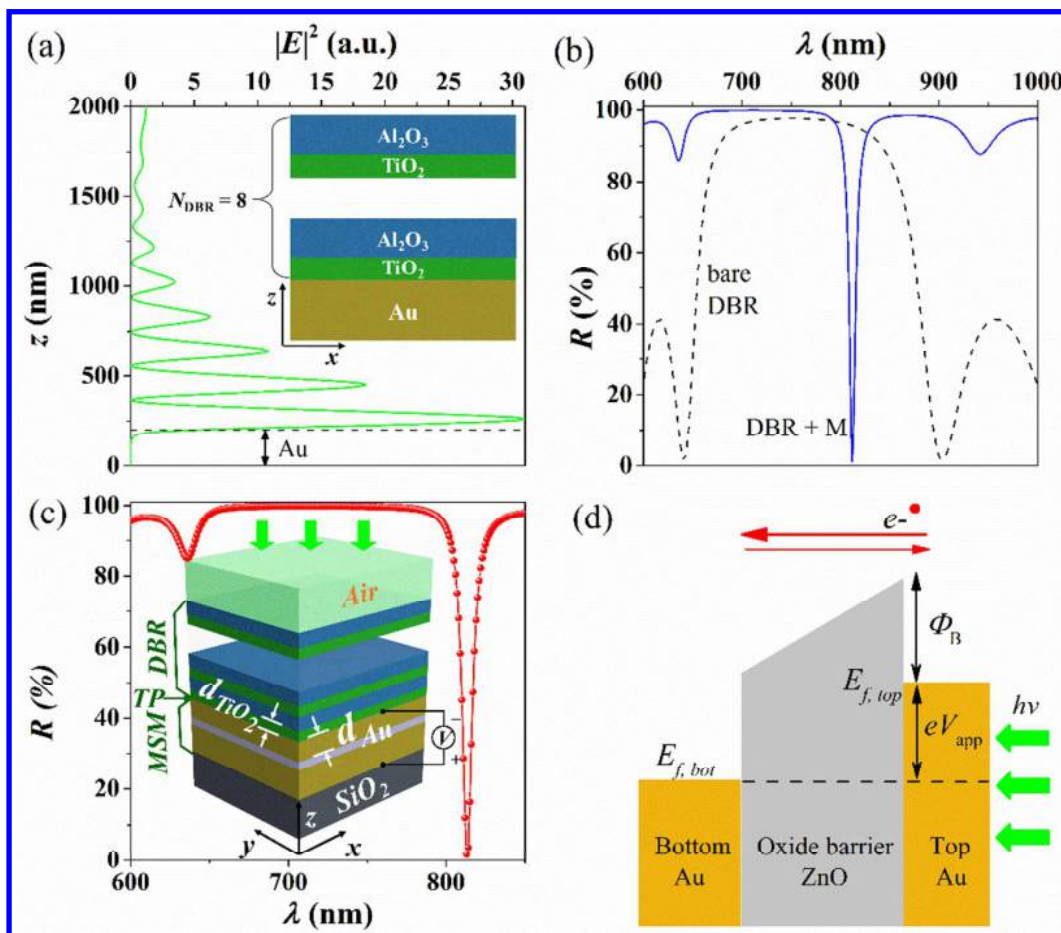 (a)
|E|² (a.u.)
0 5 10 15 20 25 30
2000
1500
1000
500
0
z (nm)
N_DBR = 8
Al₂O₃
TiO₂
Al₂O₃
TiO₂
Au
z
x
Au
(b)
λ (nm)
600 700 800 900 1000
100
80
60
40
20
0
R (%)
bare
DBR
DBR + M
(c)
100
80
60
40
20
0
R (%)
600 700 800
λ (nm)
Air
DBR
TP
MSM
d_TiO₂
d_Au
V
−
+
SiO₂
z
y
x
(d)
e-
Φ_B
E_f, top
hν
eV_app
E_f, bot
Bottom
Au
Oxide barrier
ZnO
Top
Au